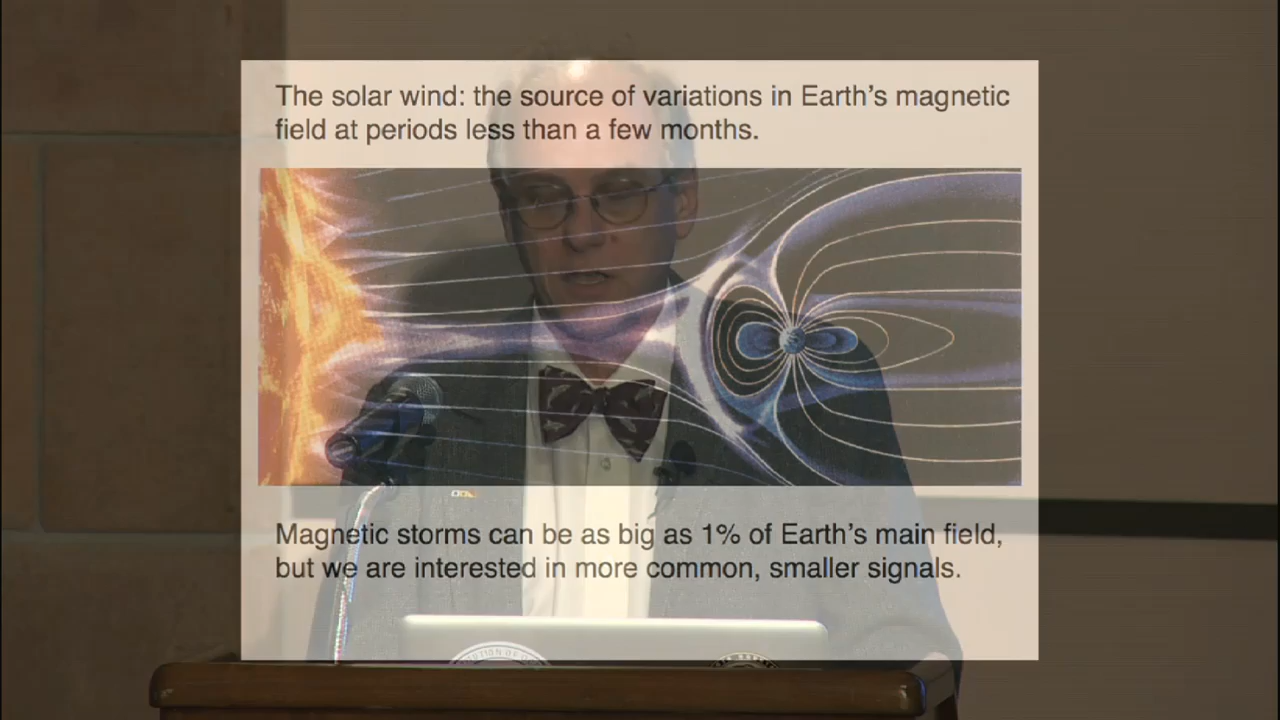 The solar wind: the source of variations in Earth's magnetic
field at periods less than a few months.
Magnetic storms can be as big as 1% of Earth's main field,
but we are interested in more common, smaller signals.